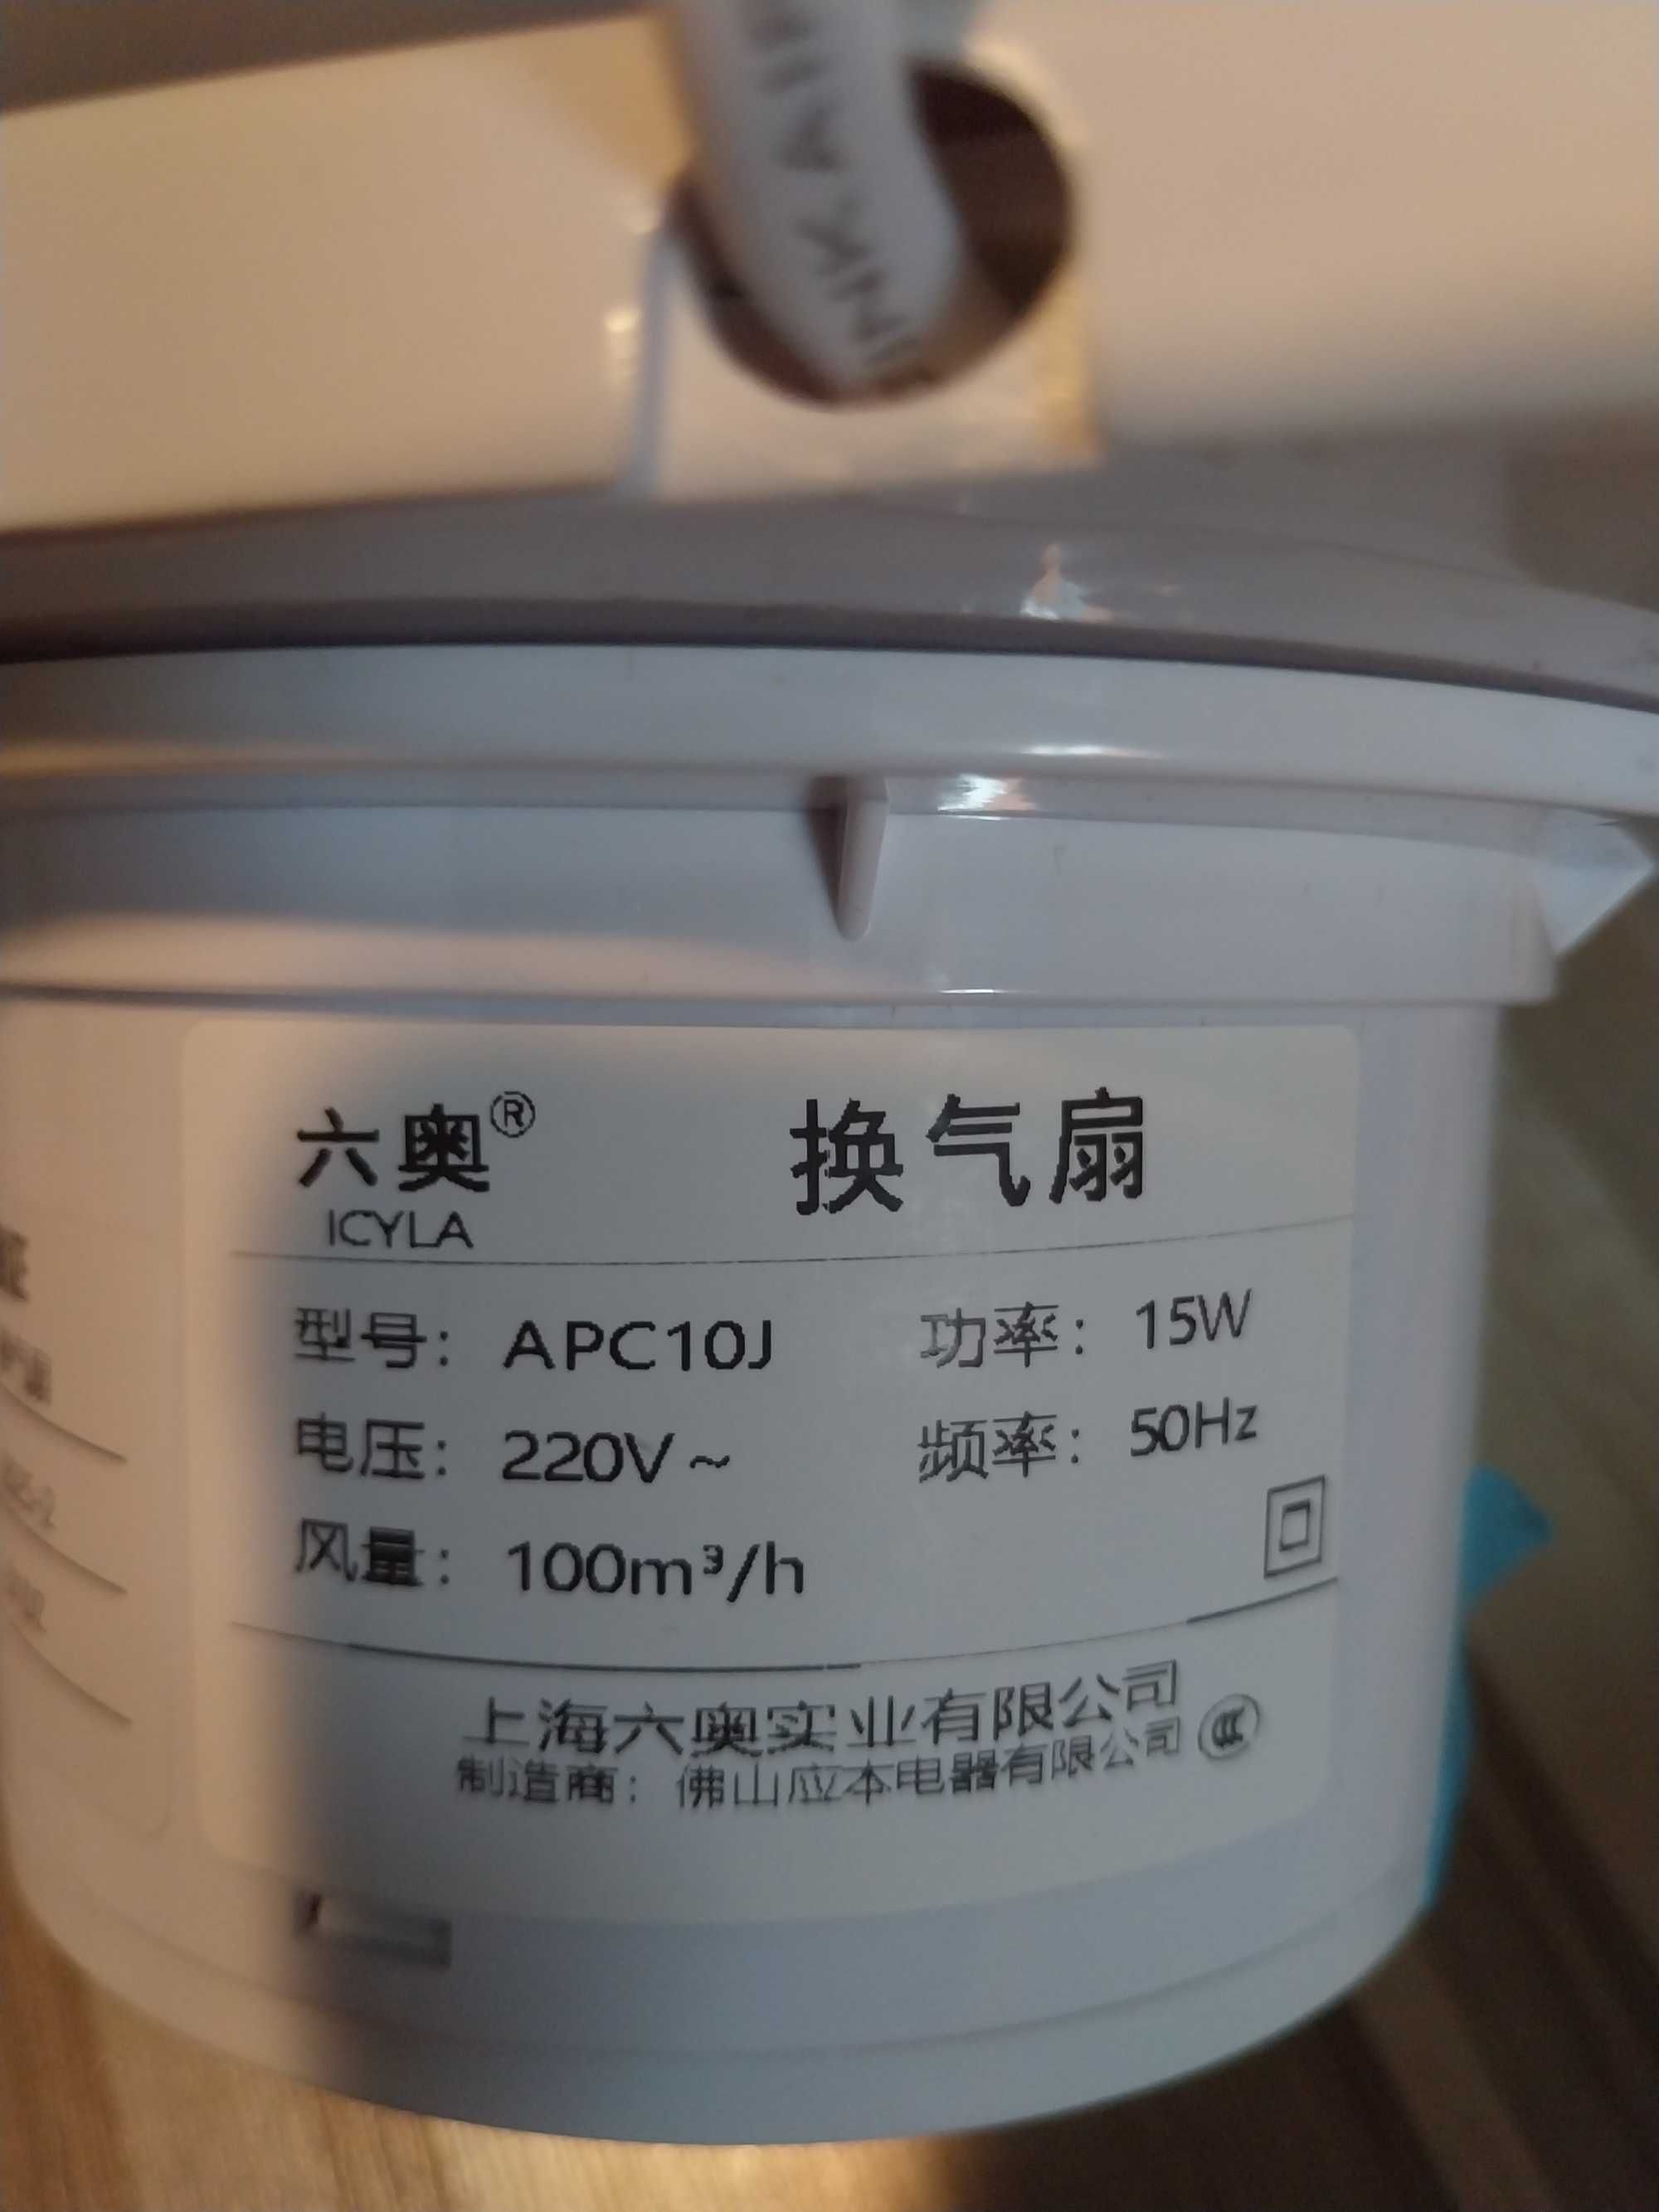 六奥® 换气扇
ICYLA
型号: APC10J 功率: 15W
电压: 220V~ 频率: 50Hz
风量: 100m³/h
上海六奥实业有限公司
制造商: 佛山应本电器有限公司